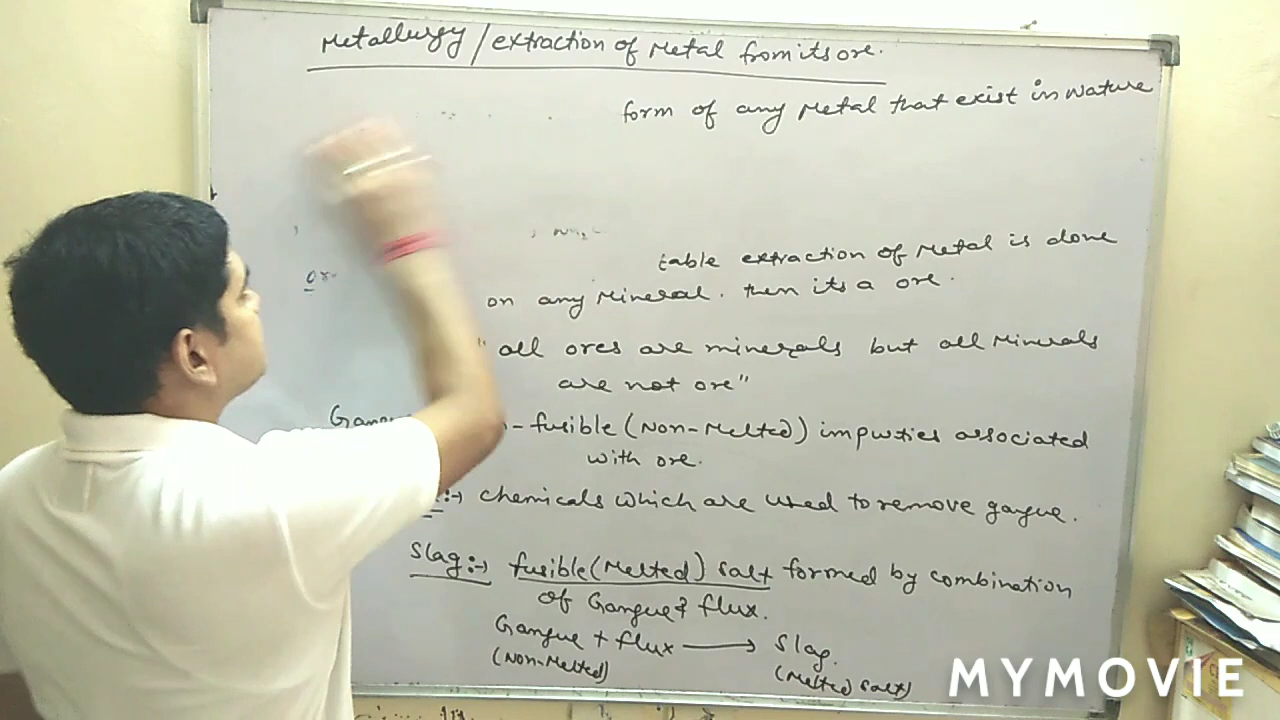 Metallurgy/extraction of Metal from its ore.
form of any Metal that exist in Nature
table extraction of Metal is done
on any Mineral. then its a ore.
"all ores are minerals but all Minerals
are not ore"
-fusible (Non-Melted) impurties associated
with ore.
:-) chemicals which are used to remove gangue.
Slag:-) fusible(Melted) salt formed by combination
of Gangue & flux.
Gangue + flux → Slag.
(Non-Melted) (Melted salt)
MYMOVIE